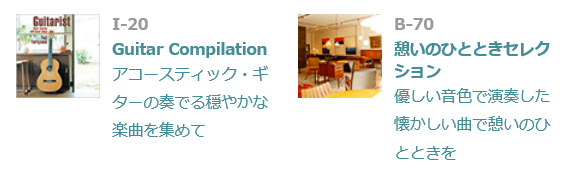 Guitarist
I-20
Guitar Compilation
アコースティック・ギ
ターの奏でる穏やかな
楽曲を集めて
B-70
憩いのひとときセレク
ション
優しい音色で演奏した
懐かしい曲で憩いのひ
とときを